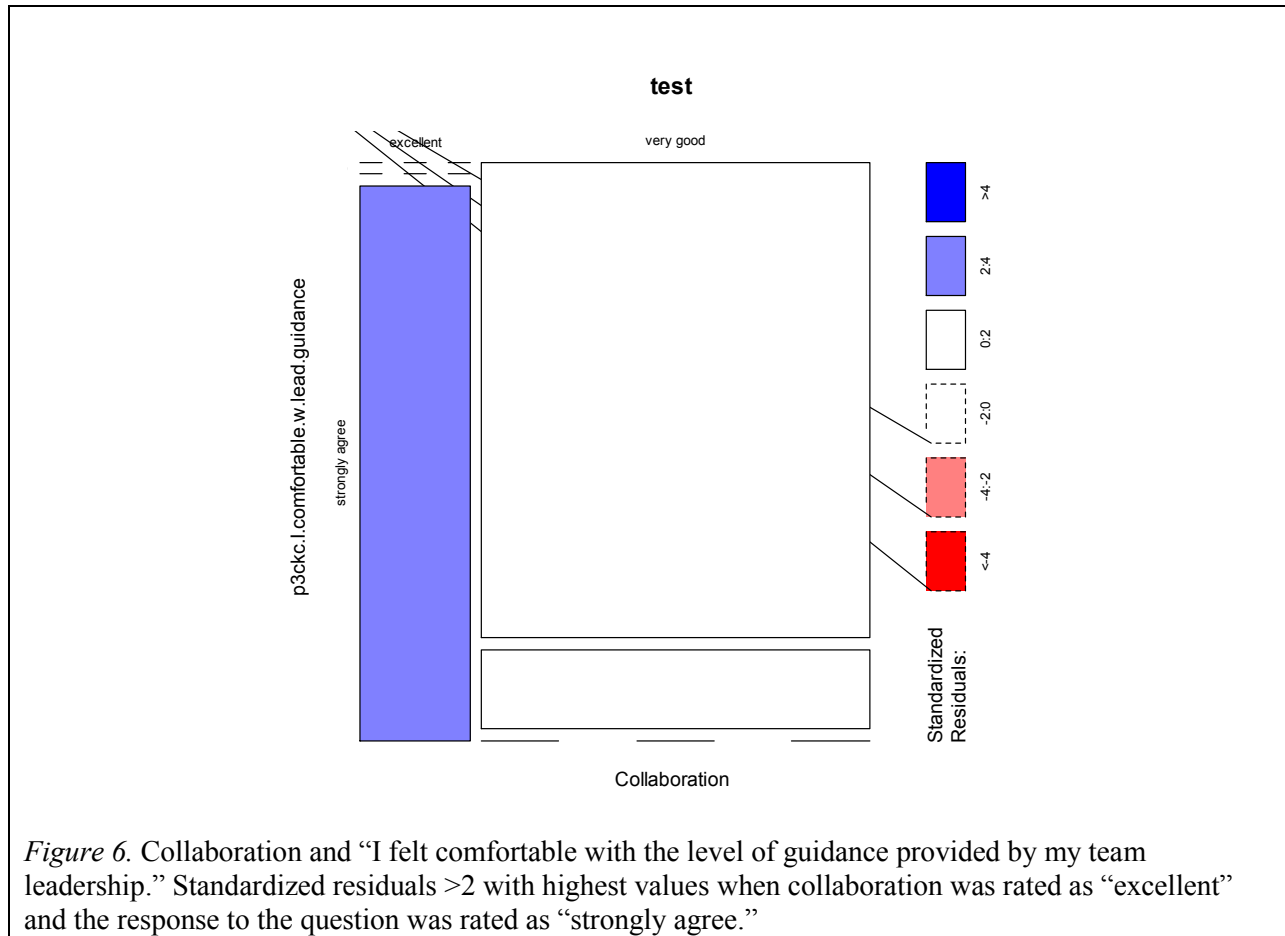 test
excellent
very good
p3ckc.I.comfortable.w.lead.guidance
strongly agree
>4
2:4
0:2
-2:0
-4:-2
<-4
Standardized
Residuals:
Collaboration
Figure 6. Collaboration and “I felt comfortable with the level of guidance provided by my team
leadership.” Standardized residuals >2 with highest values when collaboration was rated as “excellent”
and the response to the question was rated as “strongly agree.”